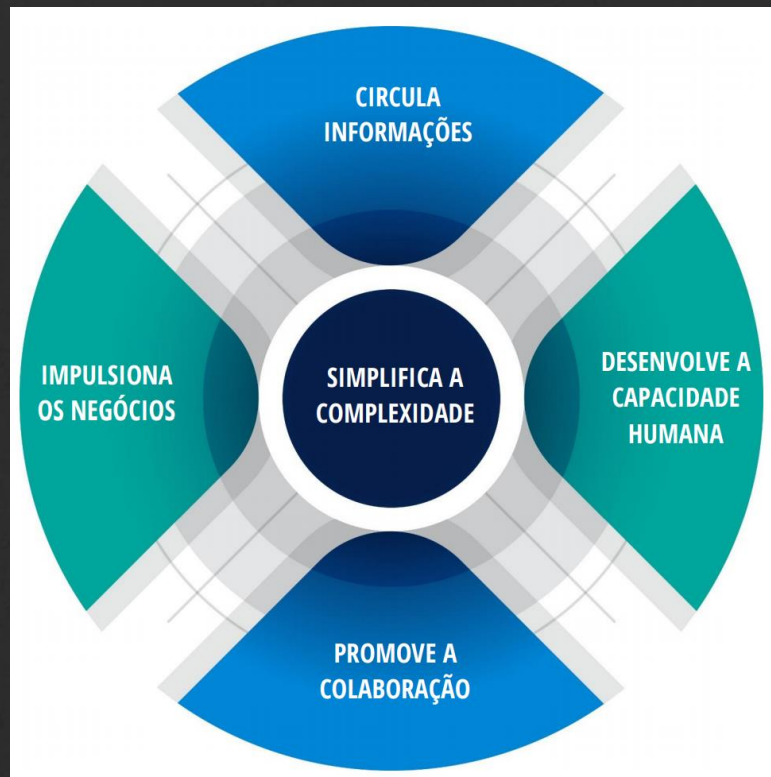 CIRCULA
INFORMAÇÕES
IMPULSIONA
OS NEGÓCIOS
SIMPLIFICA A
COMPLEXIDADE
DESENVOLVE A
CAPACIDADE
HUMANA
PROMOVE A
COLABORAÇÃO